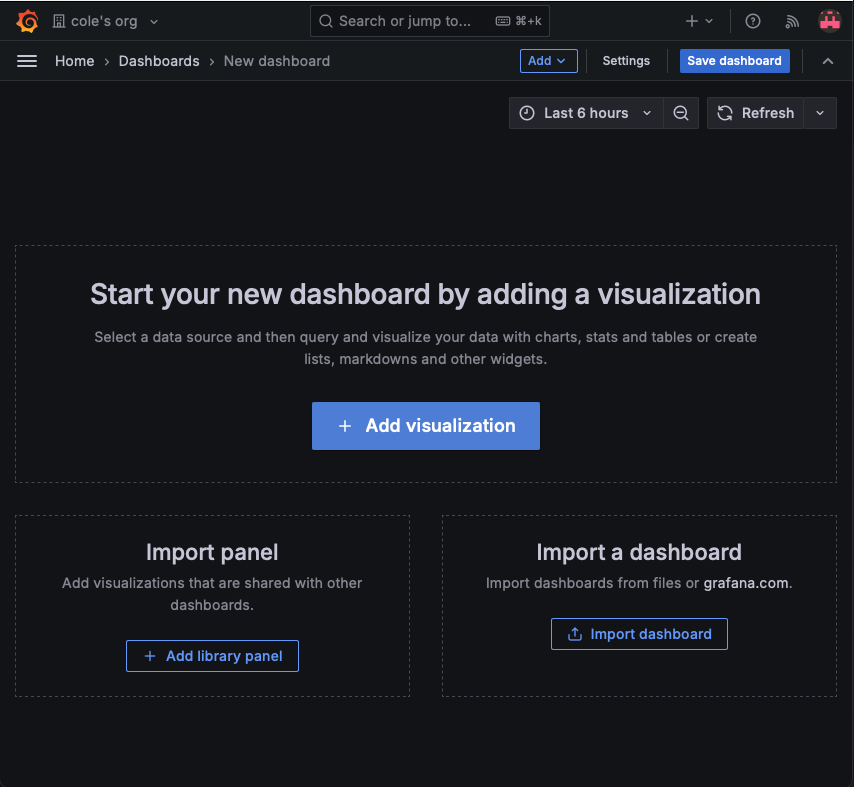 cole's org
Search or jump to...
⌘+k
Home › Dashboards › New dashboard
Add
Settings
Save dashboard
Last 6 hours
Refresh
Start your new dashboard by adding a visualization
Select a data source and then query and visualize your data with charts, stats and tables or create
lists, markdowns and other widgets.
+ Add visualization
Import panel
Add visualizations that are shared with other
dashboards.
+ Add library panel
Import a dashboard
Import dashboards from files or grafana.com.
Import dashboard